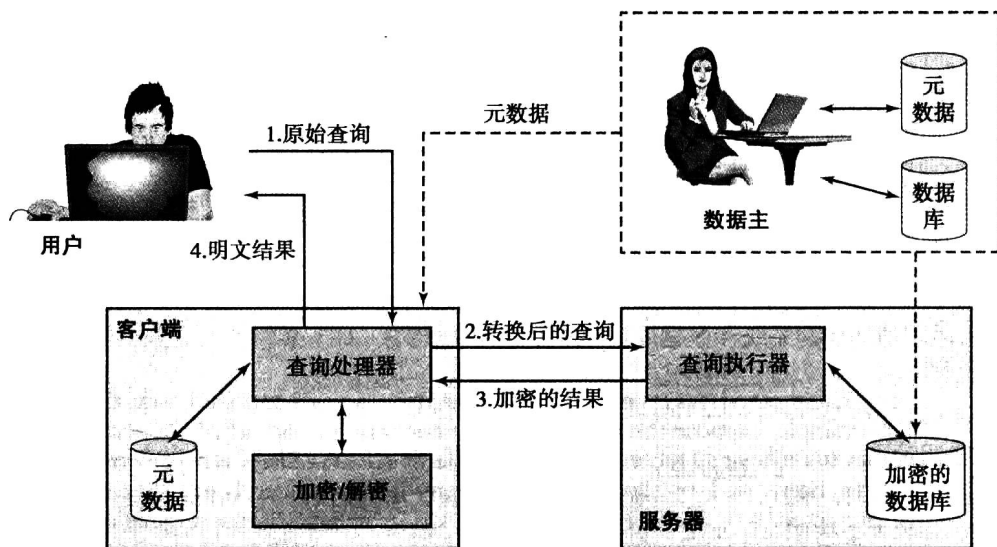 元
数据
元数据
1.原始查询
数据
库
数据主
用户
4.明文结果
客户端
2.转换后的查询
查询处理器
查询执行器
3.加密的结果
元
数据
加密/解密
加密的
数据库
服务器